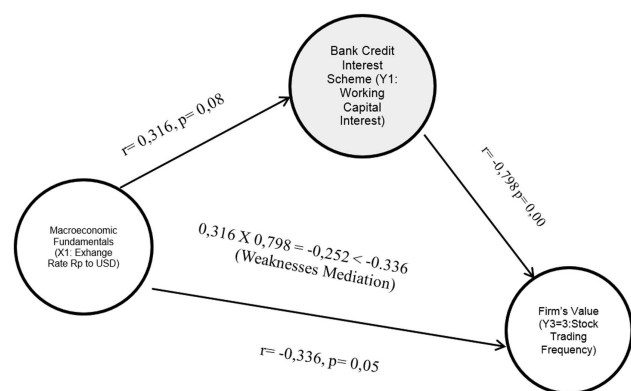 Bank Credit
Interest
Scheme (Y1:
Working
Capital
Interest)
r= 0,316, p= 0,08
r= -0,798 p=0,00
Macroeconomic
Fundamentals
(X1: Exhange
Rate Rp to USD)
0,316 X 0,798 = -0,252 < -0.336
(Weaknesses Mediation)
Firm's Value
(Y3=3:Stock
Trading
Frequency)
r= -0,336, p= 0,05